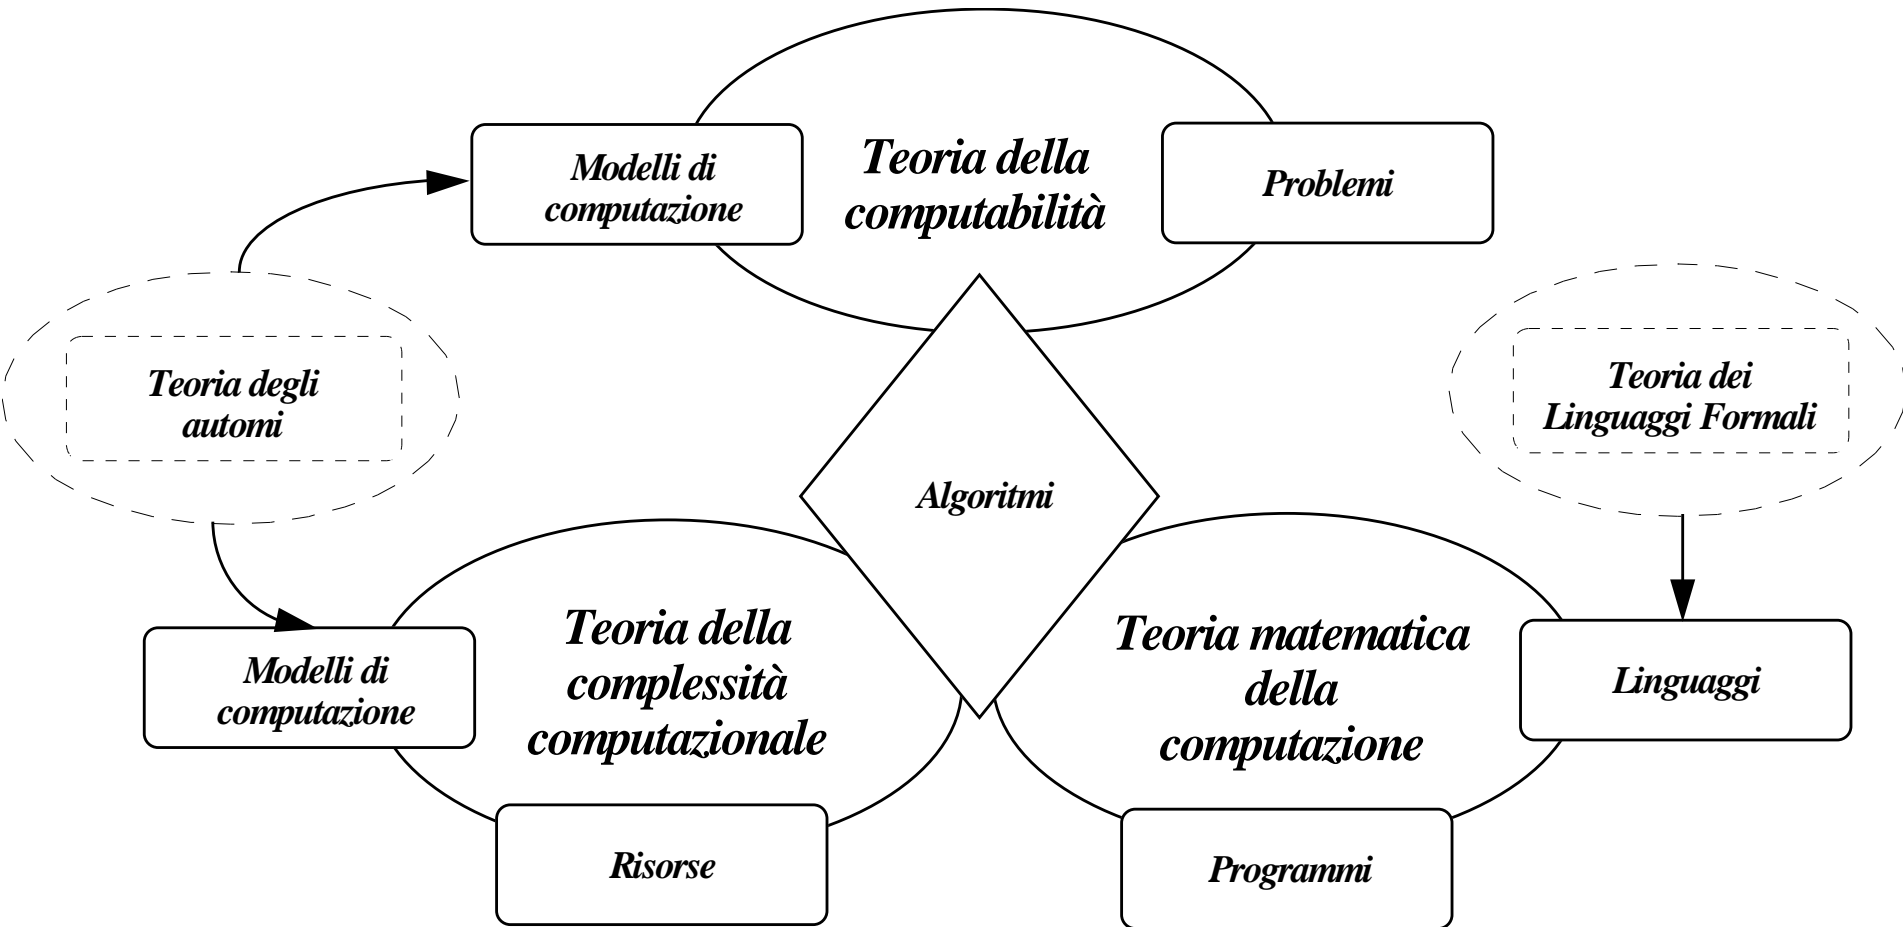 Teoria della
computabilità
Modelli di
computazione
Problemi
Teoria degli
automi
Teoria dei
Linguaggi Formali
Algoritmi
Teoria della
complessità
computazionale
Modelli di
computazione
Risorse
Teoria matematica
della
computazione
Linguaggi
Programmi